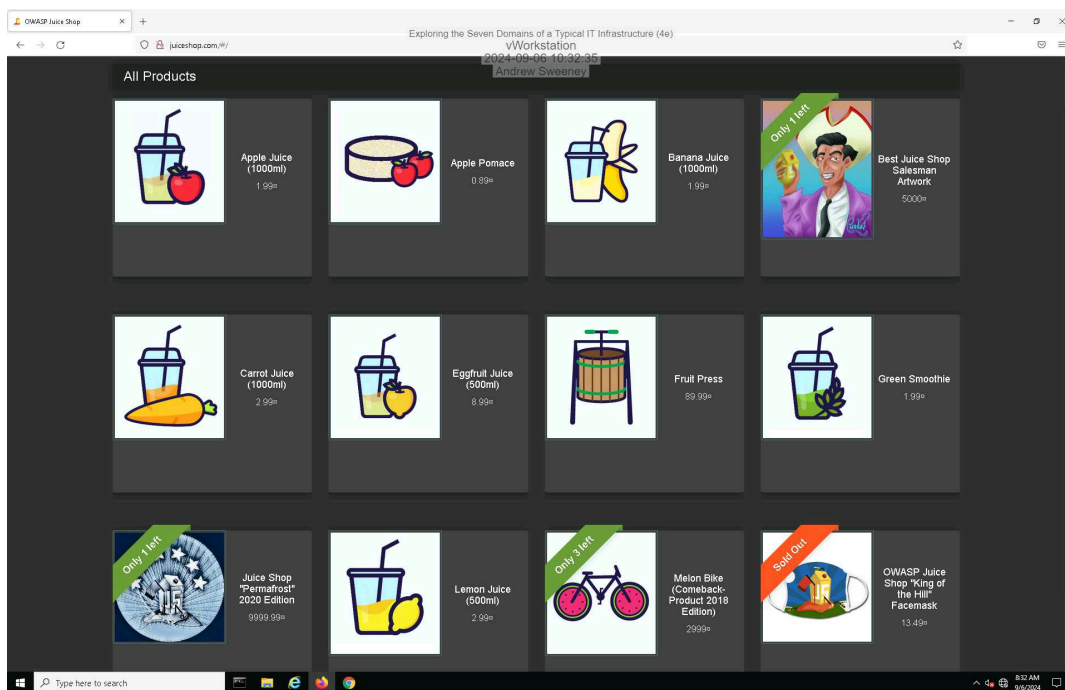 OWASP Juice Shop
juiceshop.com/#/
Exploring the Seven Domains of a Typical IT Infrastructure (4e)
vWorkstation
2024-09-06 10:32:35
Andrew Sweeney
All Products
Apple Juice
(1000ml)
1.99¤
Apple Pomace
0.89¤
Banana Juice
(1000ml)
1.99¤
Only 1 left
Best Juice Shop
Salesman
Artwork
5000¤
Carrot Juice
(1000ml)
2.99¤
Eggfruit Juice
(500ml)
8.99¤
Fruit Press
89.99¤
Green Smoothie
1.99¤
Only 1 left
Juice Shop
"Permafrost"
2020 Edition
9999.99¤
Lemon Juice
(500ml)
2.99¤
Only 3 left
Melon Bike
(Comeback-
Product 2018
Edition)
2999¤
Sold Out
OWASP Juice
Shop "King of
the Hill"
Facemask
13.49¤
Type here to search
8:32 AM
9/6/2024